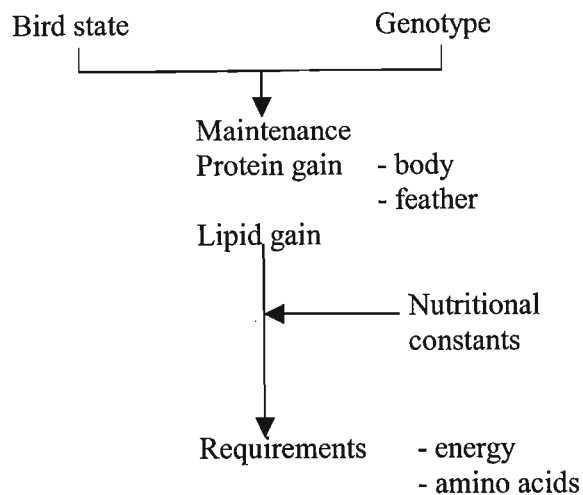 Bird state
Genotype
Maintenance
Protein gain - body
- feather
Lipid gain
Nutritional
constants
Requirements - energy
- amino acids